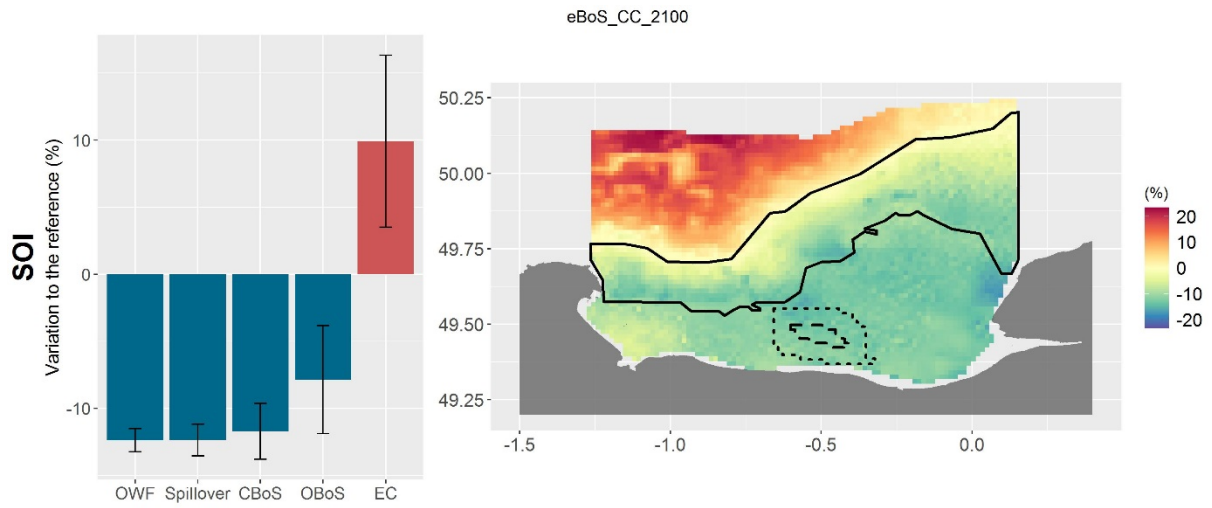 eBoS_CC_2100
SOI
Variation to the reference (%)
10
0
-10
OWF Spillover CBoS OBoS EC
50.25
50.00
49.75
49.50
49.25
-1.5 -1.0 -0.5 0.0
(%)
20
10
0
-10
-20